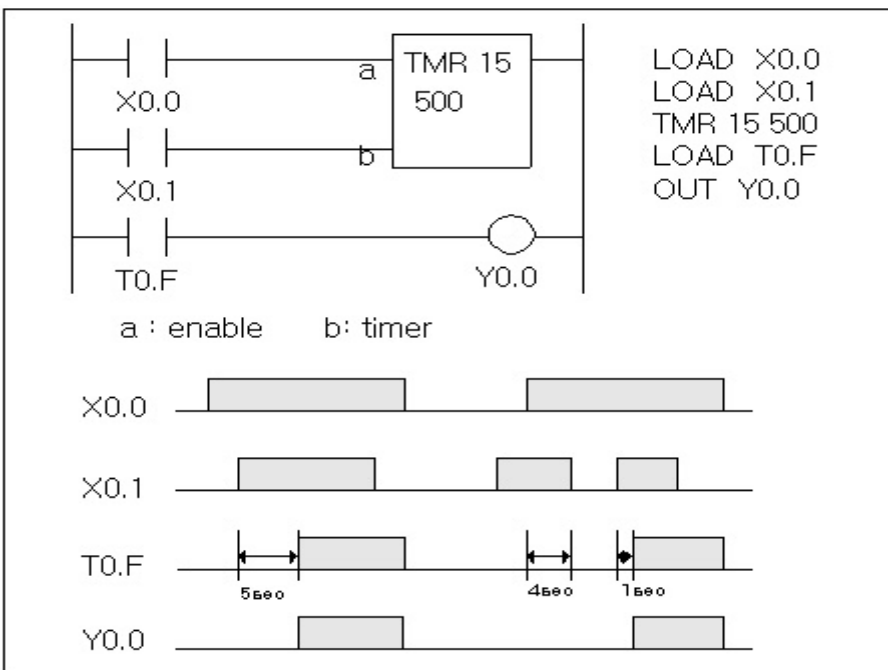 a
TMR 15
500
X0.0
b
X0.1
T0.F
Y0.0
LOAD X0.0
LOAD X0.1
TMR 15 500
LOAD T0.F
OUT Y0.0
a : enable b: timer
X0.0
X0.1
T0.F
5sec
4sec
1sec
Y0.0